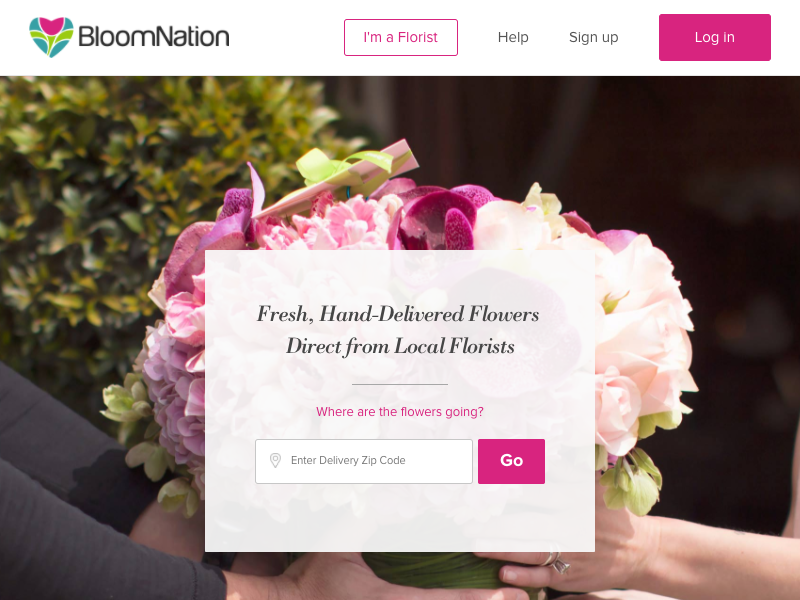 BloomNation
I'm a Florist
Help
Sign up
Log in
Fresh, Hand-Delivered Flowers
Direct from Local Florists
Where are the flowers going?
Enter Delivery Zip Code
Go